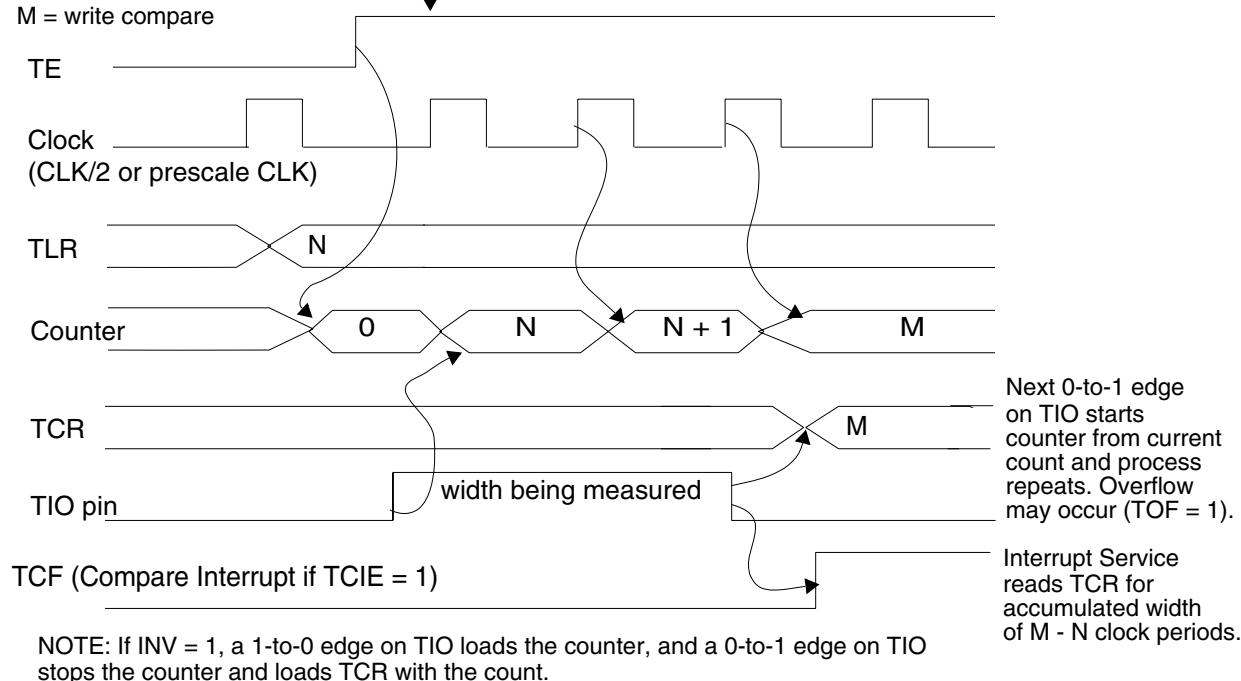 M = write compare
TE
Clock
(CLK/2 or prescale CLK)
TLR
N
Counter
0
N
N + 1
M
TCR
M
Next 0-to-1 edge
on TIO starts
counter from current
count and process
repeats. Overflow
may occur (TOF = 1).
TIO pin
width being measured
TCF (Compare Interrupt if TCIE = 1)
Interrupt Service
reads TCR for
accumulated width
of M - N clock periods.
NOTE: If INV = 1, a 1-to-0 edge on TIO loads the counter, and a 0-to-1 edge on TIO
stops the counter and loads TCR with the count.